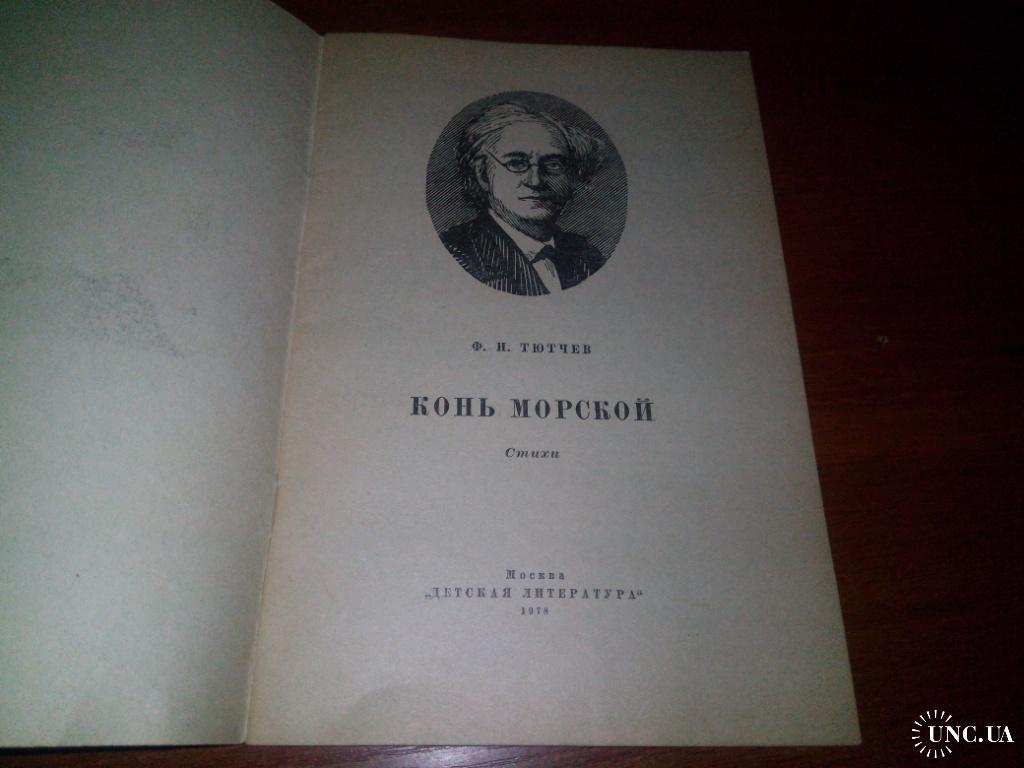 Ф. И. ТЮТЧЕВ
КОНЬ МОРСКОЙ
Стихи
Москва
„ДЕТСКАЯ ЛИТЕРАТУРА“
1978
UNC.UA